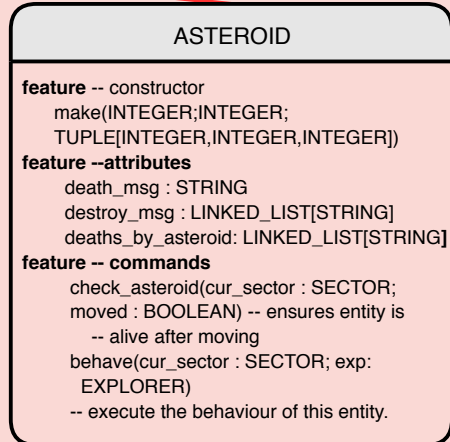 ASTEROID
feature -- constructor
make(INTEGER;INTEGER;
TUPLE[INTEGER,INTEGER,INTEGER])
feature --attributes
death_msg : STRING
destroy_msg : LINKED_LIST[STRING]
deaths_by_asteroid: LINKED_LIST[STRING]
feature -- commands
check_asteroid(cur_sector : SECTOR;
moved : BOOLEAN) -- ensures entity is
-- alive after moving
behave(cur_sector : SECTOR; exp:
EXPLORER)
-- execute the behaviour of this entity.